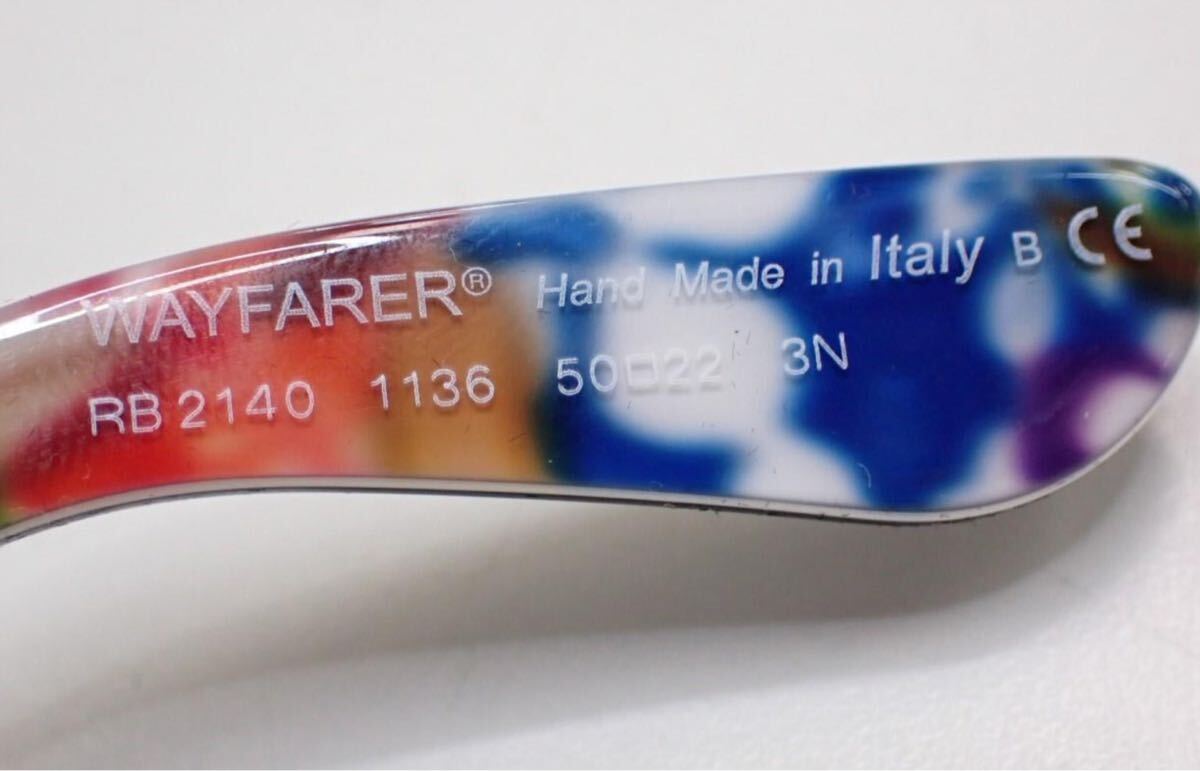 WAYFARER® Hand Made in Italy B CE
RB 2140 1136 50□22 3N